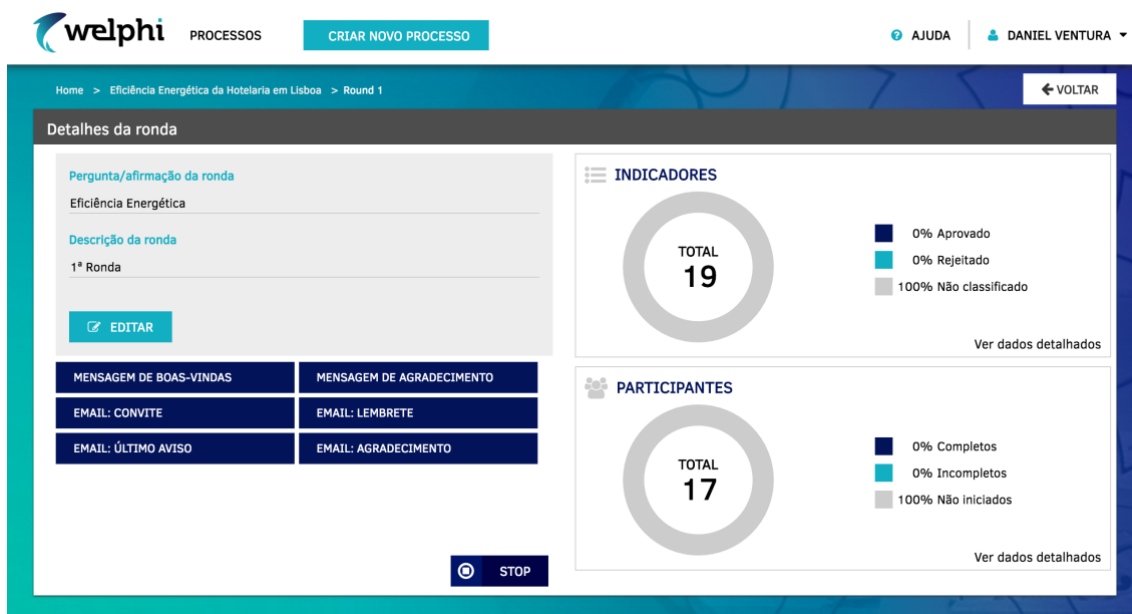 welphi PROCESSOS CRIAR NOVO PROCESSO AJUDA DANIEL VENTURA
Home > Eficiência Energética da Hotelaria em Lisboa > Round 1 VOLTAR
Detalhes da ronda
Pergunta/afirmação da ronda
Eficiência Energética
Descrição da ronda
1ª Ronda
EDITAR
MENSAGEM DE BOAS-VINDAS MENSAGEM DE AGRADECIMENTO
EMAIL: CONVITE EMAIL: LEMBRETE
EMAIL: ÚLTIMO AVISO EMAIL: AGRADECIMENTO
STOP
INDICADORES
TOTAL
19
0% Aprovado
0% Rejeitado
100% Não classificado
Ver dados detalhados
PARTICIPANTES
TOTAL
17
0% Completos
0% Incompletos
100% Não iniciados
Ver dados detalhados